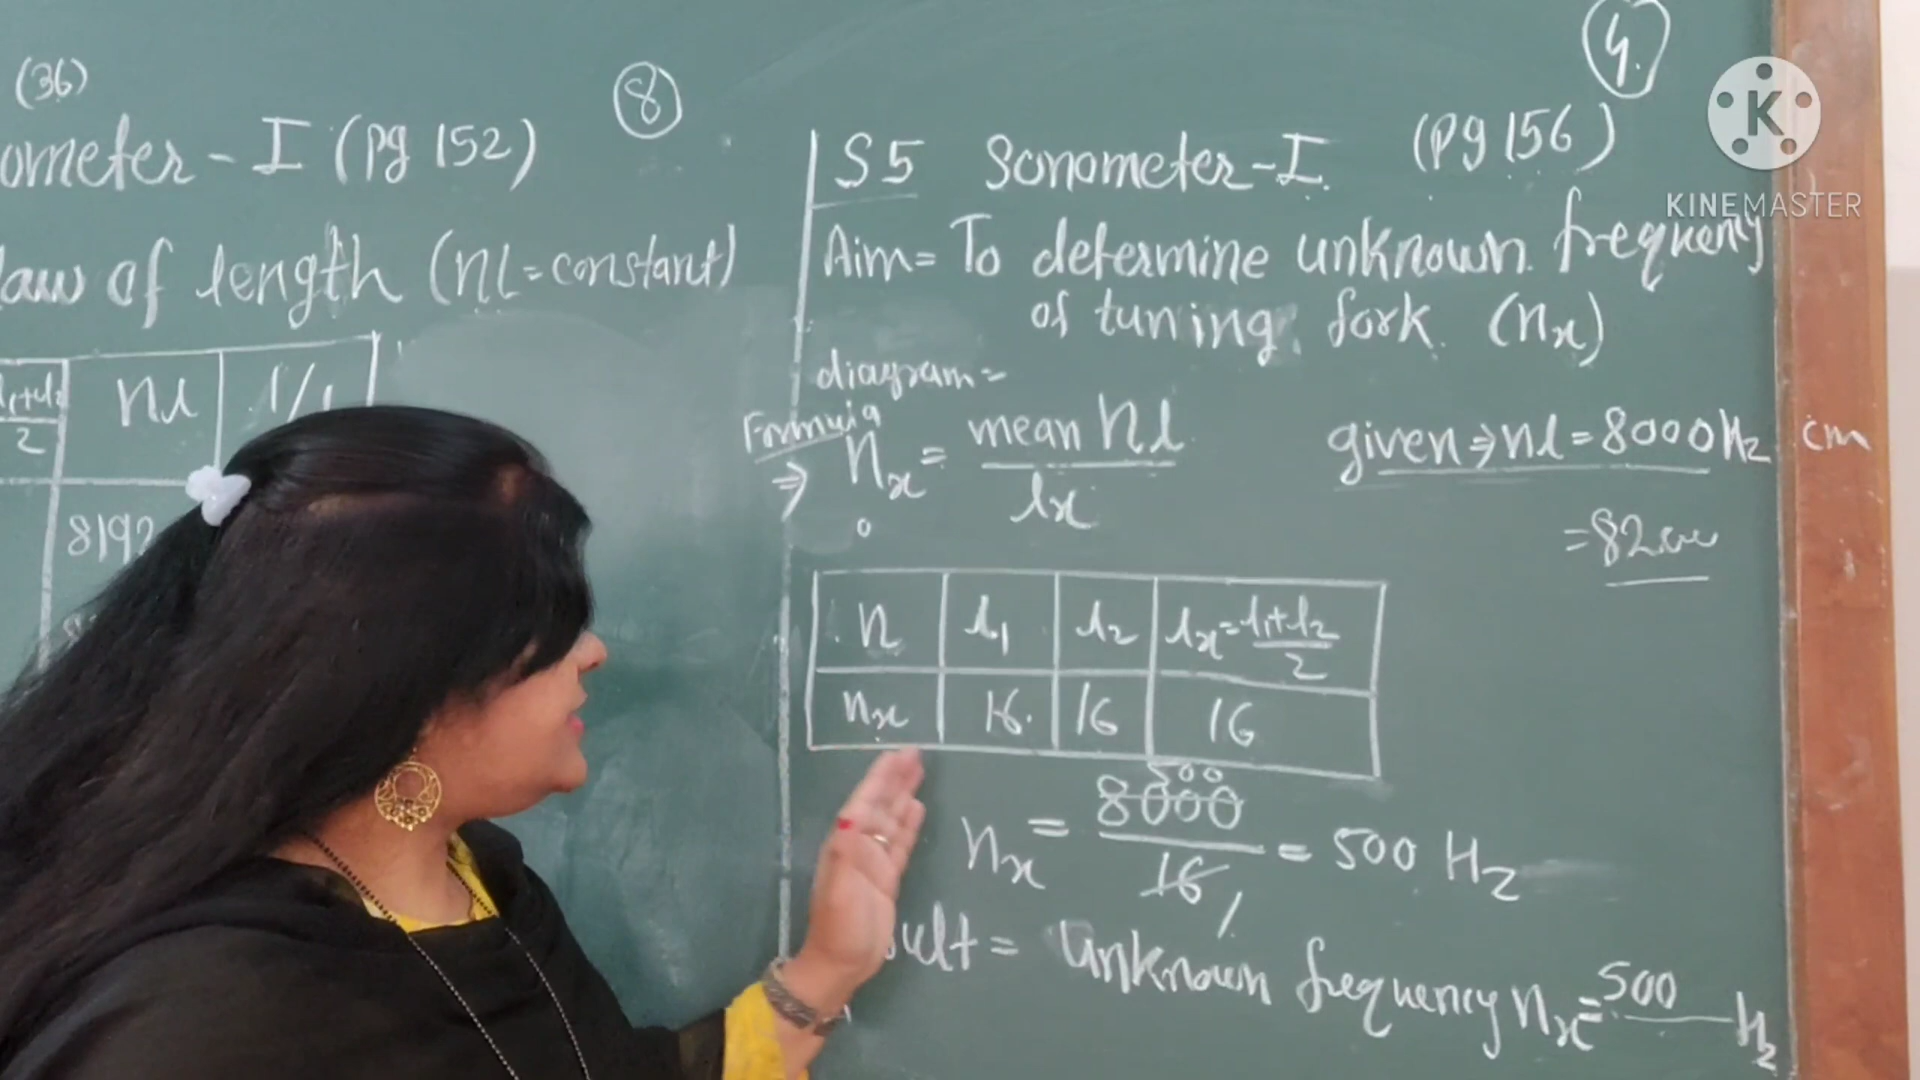 (36)
8
ometer - I (pg 152)
law of length (nl = constant)
l1+l2
2
nl
8192
4.
K
KINEMASTER
S5 Sonometer - I. (pg 156)
Aim = To determine unknown frequency
of tuning fork. (nx)
diagram =
Formula
⇒ nx = mean nl / lx
given ⇒ nl = 8000 Hz cm
n l1 l2 lx = l1+l2 / 2
nx 16. 16 16
500
nx = 8000 / 16 = 500 Hz
ult = unknown frequency nx = 500 Hz